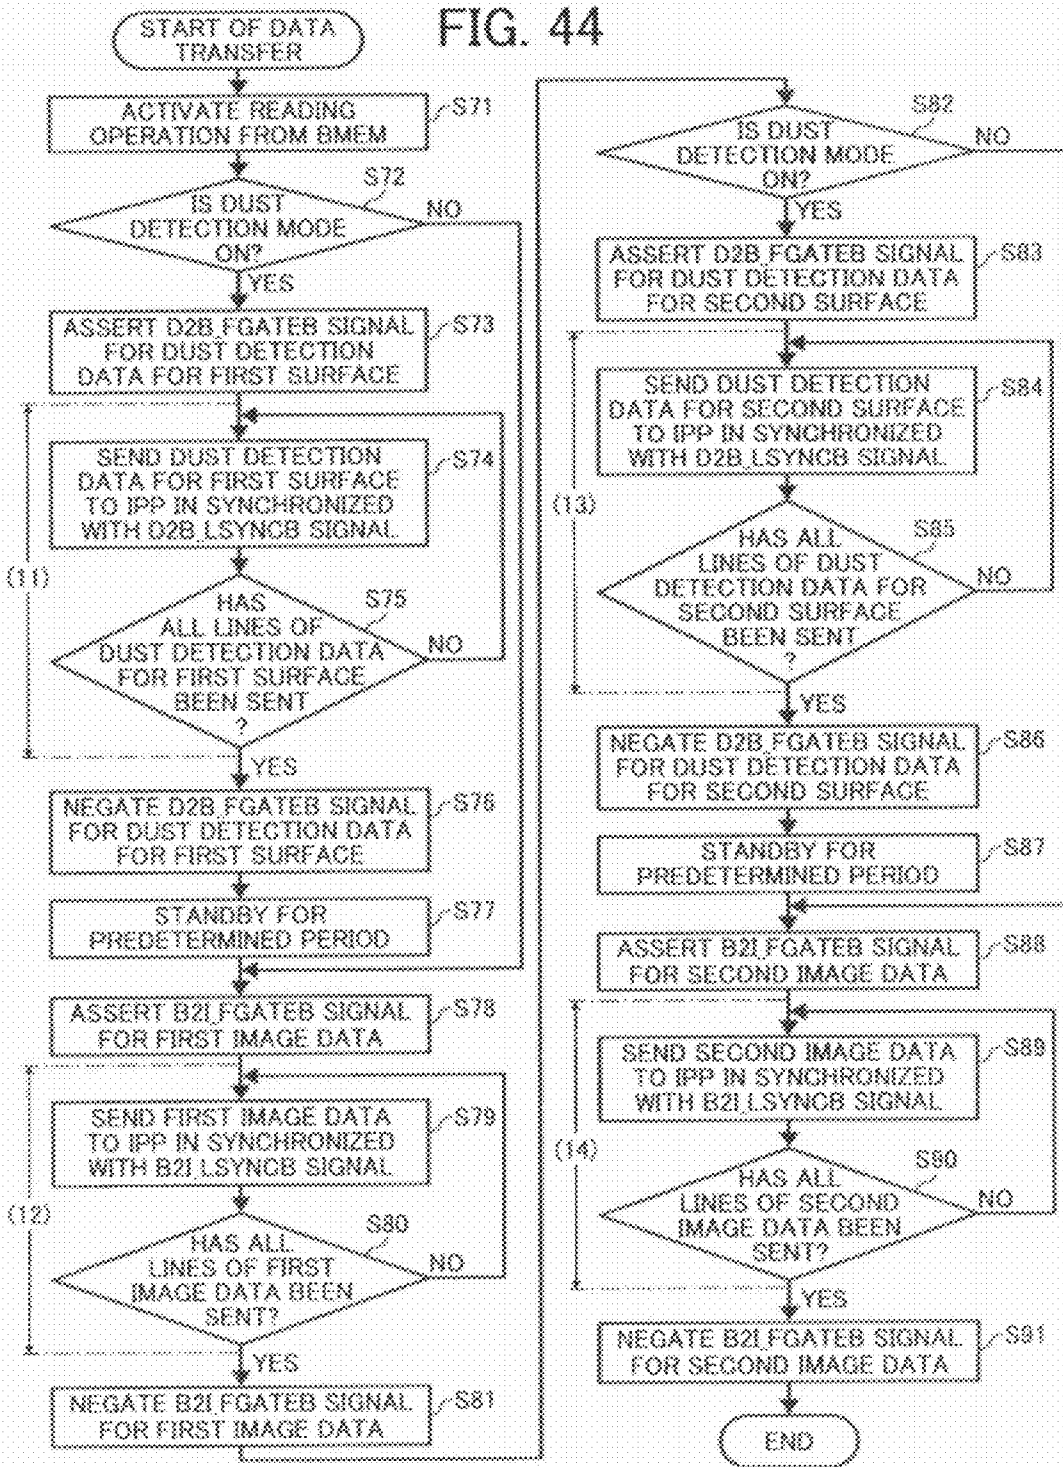 FIG. 44
START OF DATA
TRANSFER
ACTIVATE READING
OPERATION FROM BMEM
S71
IS DUST
DETECTION MODE
ON?
S72
NO
YES
ASSERT D2B_FGATEB SIGNAL
FOR DUST DETECTION
DATA FOR FIRST SURFACE
S73
SEND DUST DETECTION
DATA FOR FIRST SURFACE
TO IPP IN SYNCHRONIZED
WITH D2B_LSYNCB SIGNAL
S74
(11)
HAS
ALL LINES OF
DUST DETECTION DATA
FOR FIRST SURFACE
BEEN SENT
?
S75
NO
YES
NEGATE D2B_FGATEB SIGNAL
FOR DUST DETECTION DATA
FOR FIRST SURFACE
S76
STANDBY FOR
PREDETERMINED PERIOD
S77
ASSERT B2I_FGATEB SIGNAL
FOR FIRST IMAGE DATA
S78
SEND FIRST IMAGE DATA
TO IPP IN SYNCHRONIZED
WITH B2I_LSYNCB SIGNAL
S79
(12)
HAS ALL
LINES OF FIRST
IMAGE DATA BEEN
SENT?
S80
NO
YES
NEGATE B2I_FGATEB SIGNAL
FOR FIRST IMAGE DATA
S81
IS DUST
DETECTION MODE
ON?
S82
NO
YES
ASSERT D2B_FGATEB SIGNAL
FOR DUST DETECTION DATA
FOR SECOND SURFACE
S83
SEND DUST DETECTION
DATA FOR SECOND SURFACE
TO IPP IN SYNCHRONIZED
WITH D2B_LSYNCB SIGNAL
S84
(13)
HAS ALL
LINES OF DUST
DETECTION DATA FOR
SECOND SURFACE
BEEN SENT
?
S85
NO
YES
NEGATE D2B_FGATEB SIGNAL
FOR DUST DETECTION DATA
FOR SECOND SURFACE
S86
STANDBY FOR
PREDETERMINED PERIOD
S87
ASSERT B2I_FGATEB SIGNAL
FOR SECOND IMAGE DATA
S88
SEND SECOND IMAGE DATA
TO IPP IN SYNCHRONIZED
WITH B2I_LSYNCB SIGNAL
S89
(14)
HAS ALL
LINES OF SECOND
IMAGE DATA BEEN
SENT?
S90
NO
YES
NEGATE B2I_FGATEB SIGNAL
FOR SECOND IMAGE DATA
S91
END